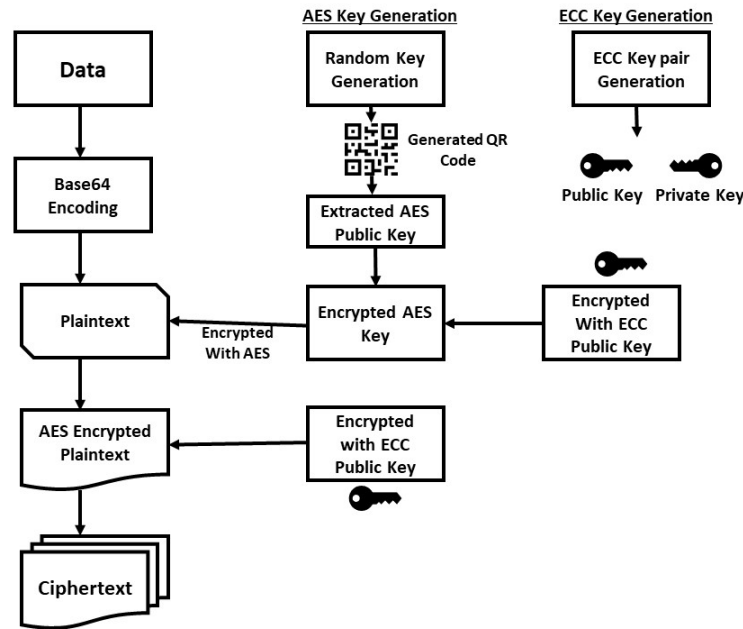 AES Key Generation
ECC Key Generation
Data
Random Key
Generation
ECC Key pair
Generation
Generated QR
Code
Base64
Encoding
Public Key
Private Key
Extracted AES
Public Key
Plaintext
Encrypted
With AES
Encrypted AES
Key
Encrypted
With ECC
Public Key
AES Encrypted
Plaintext
Encrypted
with ECC
Public Key
Ciphertext